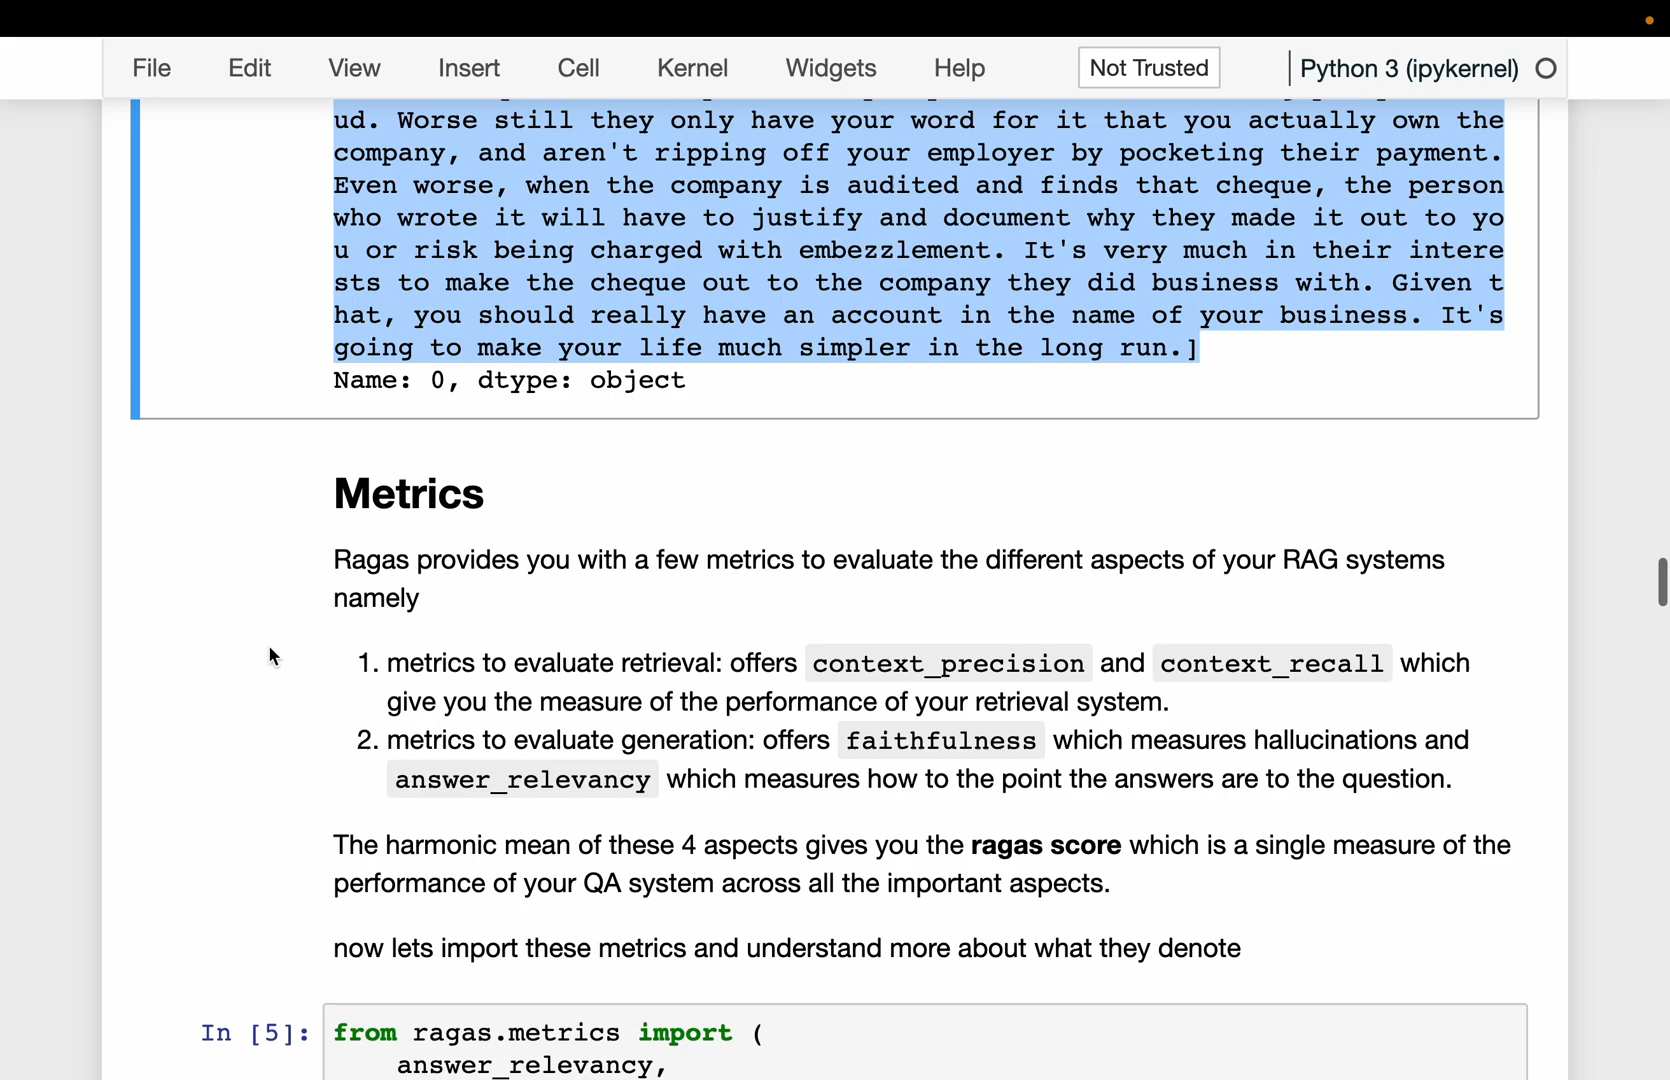 File Edit View Insert Cell Kernel Widgets Help Not Trusted Python 3 (ipykernel)
ud. Worse still they only have your word for it that you actually own the
company, and aren't ripping off your employer by pocketing their payment.
Even worse, when the company is audited and finds that cheque, the person
who wrote it will have to justify and document why they made it out to yo
u or risk being charged with embezzlement. It's very much in their intere
sts to make the cheque out to the company they did business with. Given t
hat, you should really have an account in the name of your business. It's
going to make your life much simpler in the long run.]
Name: 0, dtype: object
Metrics
Ragas provides you with a few metrics to evaluate the different aspects of your RAG systems
namely
1. metrics to evaluate retrieval: offers context_precision and context_recall which
give you the measure of the performance of your retrieval system.
2. metrics to evaluate generation: offers faithfulness which measures hallucinations and
answer_relevancy which measures how to the point the answers are to the question.
The harmonic mean of these 4 aspects gives you the ragas score which is a single measure of the
performance of your QA system across all the important aspects.
now lets import these metrics and understand more about what they denote
In [5]: from ragas.metrics import (
answer_relevancy,